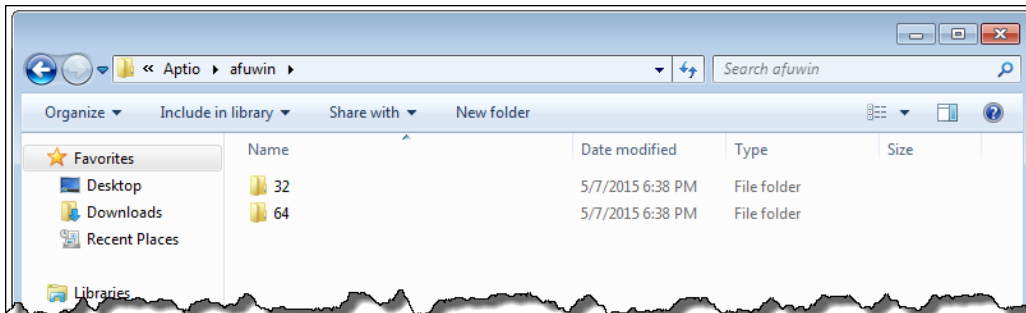 « Aptio ▸ afuwin ▸ Search afuwin
Organize Include in library Share with New folder
Favorites Name Date modified Type Size
Desktop 32 5/7/2015 6:38 PM File folder
Downloads 64 5/7/2015 6:38 PM File folder
Recent Places
Libraries